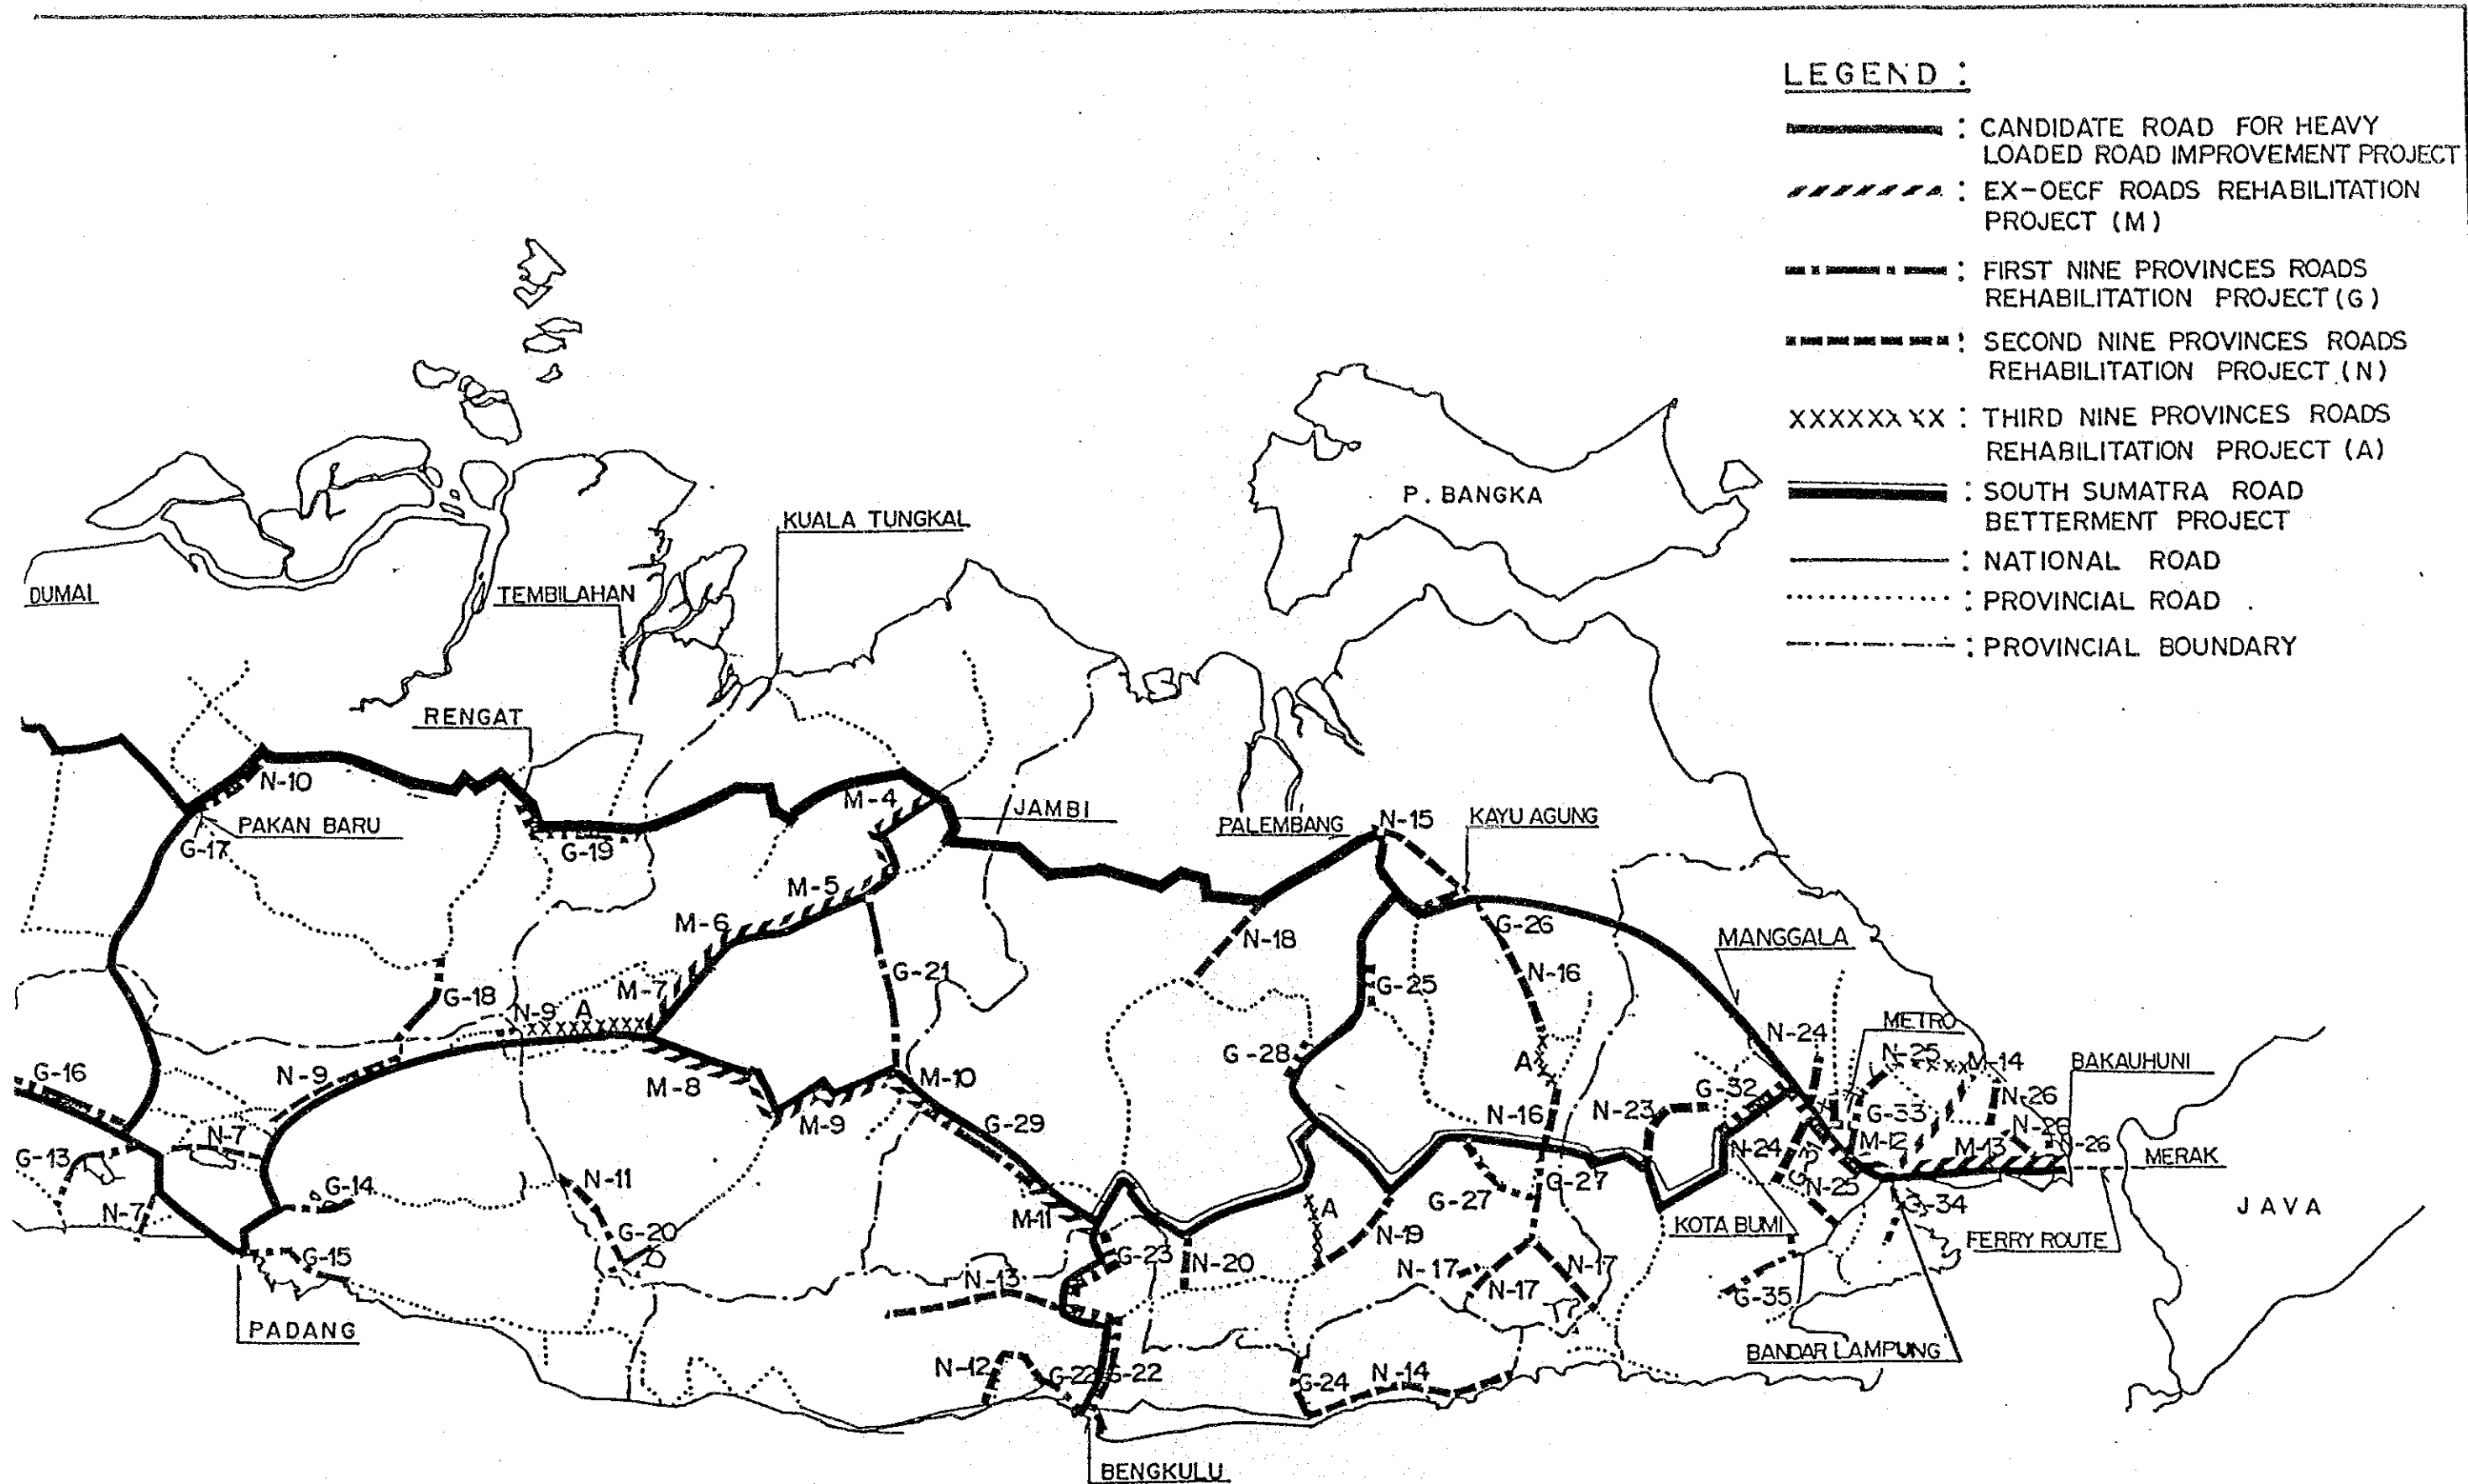 LEGEND :
: CANDIDATE ROAD FOR HEAVY
LOADED ROAD IMPROVEMENT PROJECT
: EX-OECF ROADS REHABILITATION
PROJECT (M)
: FIRST NINE PROVINCES ROADS
REHABILITATION PROJECT (G)
: SECOND NINE PROVINCES ROADS
REHABILITATION PROJECT (N)
XXXXXXXX : THIRD NINE PROVINCES ROADS
REHABILITATION PROJECT (A)
: SOUTH SUMATRA ROAD
BETTERMENT PROJECT
: NATIONAL ROAD
: PROVINCIAL ROAD
: PROVINCIAL BOUNDARY
P. BANGKA
KUALA TUNGKAL
DUMAI
TEMBILAHAN
RENGAT
N-10
PAKAN BARU
G-17
G-19
M-4
JAMBI
PALEMBANG
N-15
KAYU AGUNG
M-5
M-6
N-18
G-26
MANGGALA
G-21
G-25
N-16
G-18
N-9
A
M-7
N-24
METRO
G-16
N-9
M-8
M-10
G-28
A
N-25
M-14
BAKAUHUNI
G-32
M-9
G-29
N-16
N-23
G-33
N-26
N-26
N-26
N-7
G-13
G-14
N-11
M-11
A
G-27
G-27
N-24
M-12
M-13
MERAK
N-7
G-20
G-23
N-19
KOTA BUMI
N-25
G-34
JAVA
G-15
N-13
N-20
N-17
N-17
N-17
FERRY ROUTE
G-35
PADANG
N-12
G-22
G-22
G-24
N-14
BANDAR LAMPUNG
BENGKULU